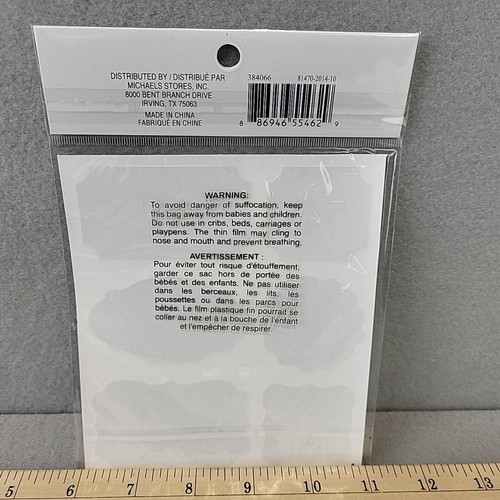 DISTRIBUTED BY / DISTRIBUÉ PAR
MICHAELS STORES, INC.
8000 BENT BRANCH DRIVE
IRVING, TX 75063
MADE IN CHINA
FABRIQUÉ EN CHINE
384066 81470-2014-10
8 86946 55462 9
WARNING:
To avoid danger of suffocation, keep
this bag away from babies and children.
Do not use in cribs, beds, carriages or
playpens. The thin film may cling to
nose and mouth and prevent breathing.
AVERTISSEMENT :
Pour éviter tout risque d'étouffement,
garder ce sac hors de portée des
bébés et des enfants. Ne pas utiliser
dans les berceaux, les lits, les
poussettes ou dans les parcs pour
bébés. Le film plastique fin pourrait se
coller au nez et à la bouche de l'enfant
et l'empêcher de respirer.
5 6 7 8 9 10 11 12 13